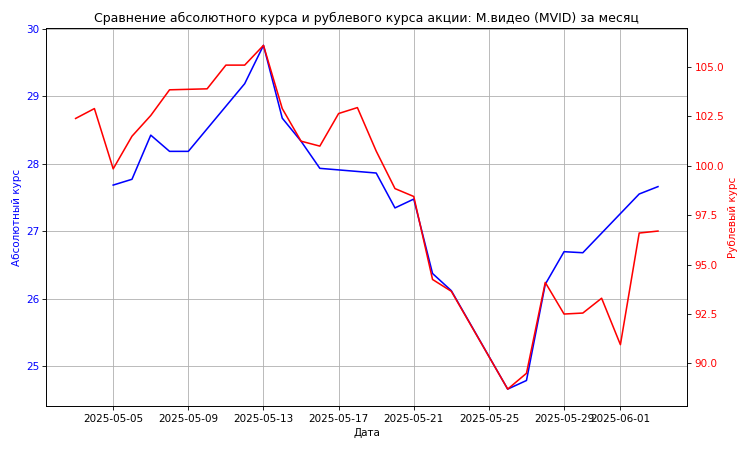 Сравнение абсолютного курса и рублевого курса акции: М.видео (MVID) за месяц
30
29
28
27
26
25
Абсолютный курс
105.0
102.5
100.0
97.5
95.0
92.5
90.0
Рублевый курс
2025-05-05 2025-05-09 2025-05-13 2025-05-17 2025-05-21 2025-05-25 2025-05-29 2025-06-01
Дата